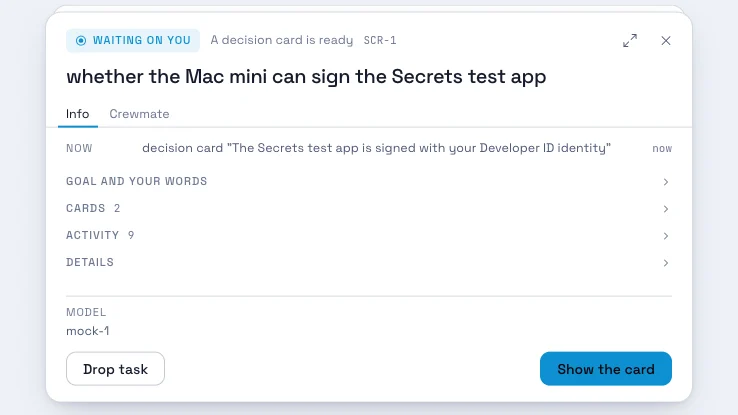 WAITING ON YOU A decision card is ready SCR-1
whether the Mac mini can sign the Secrets test app
Info Crewmate
NOW decision card "The Secrets test app is signed with your Developer ID identity" now
GOAL AND YOUR WORDS
CARDS 2
ACTIVITY 9
DETAILS
MODEL
mock-1
Drop task Show the card